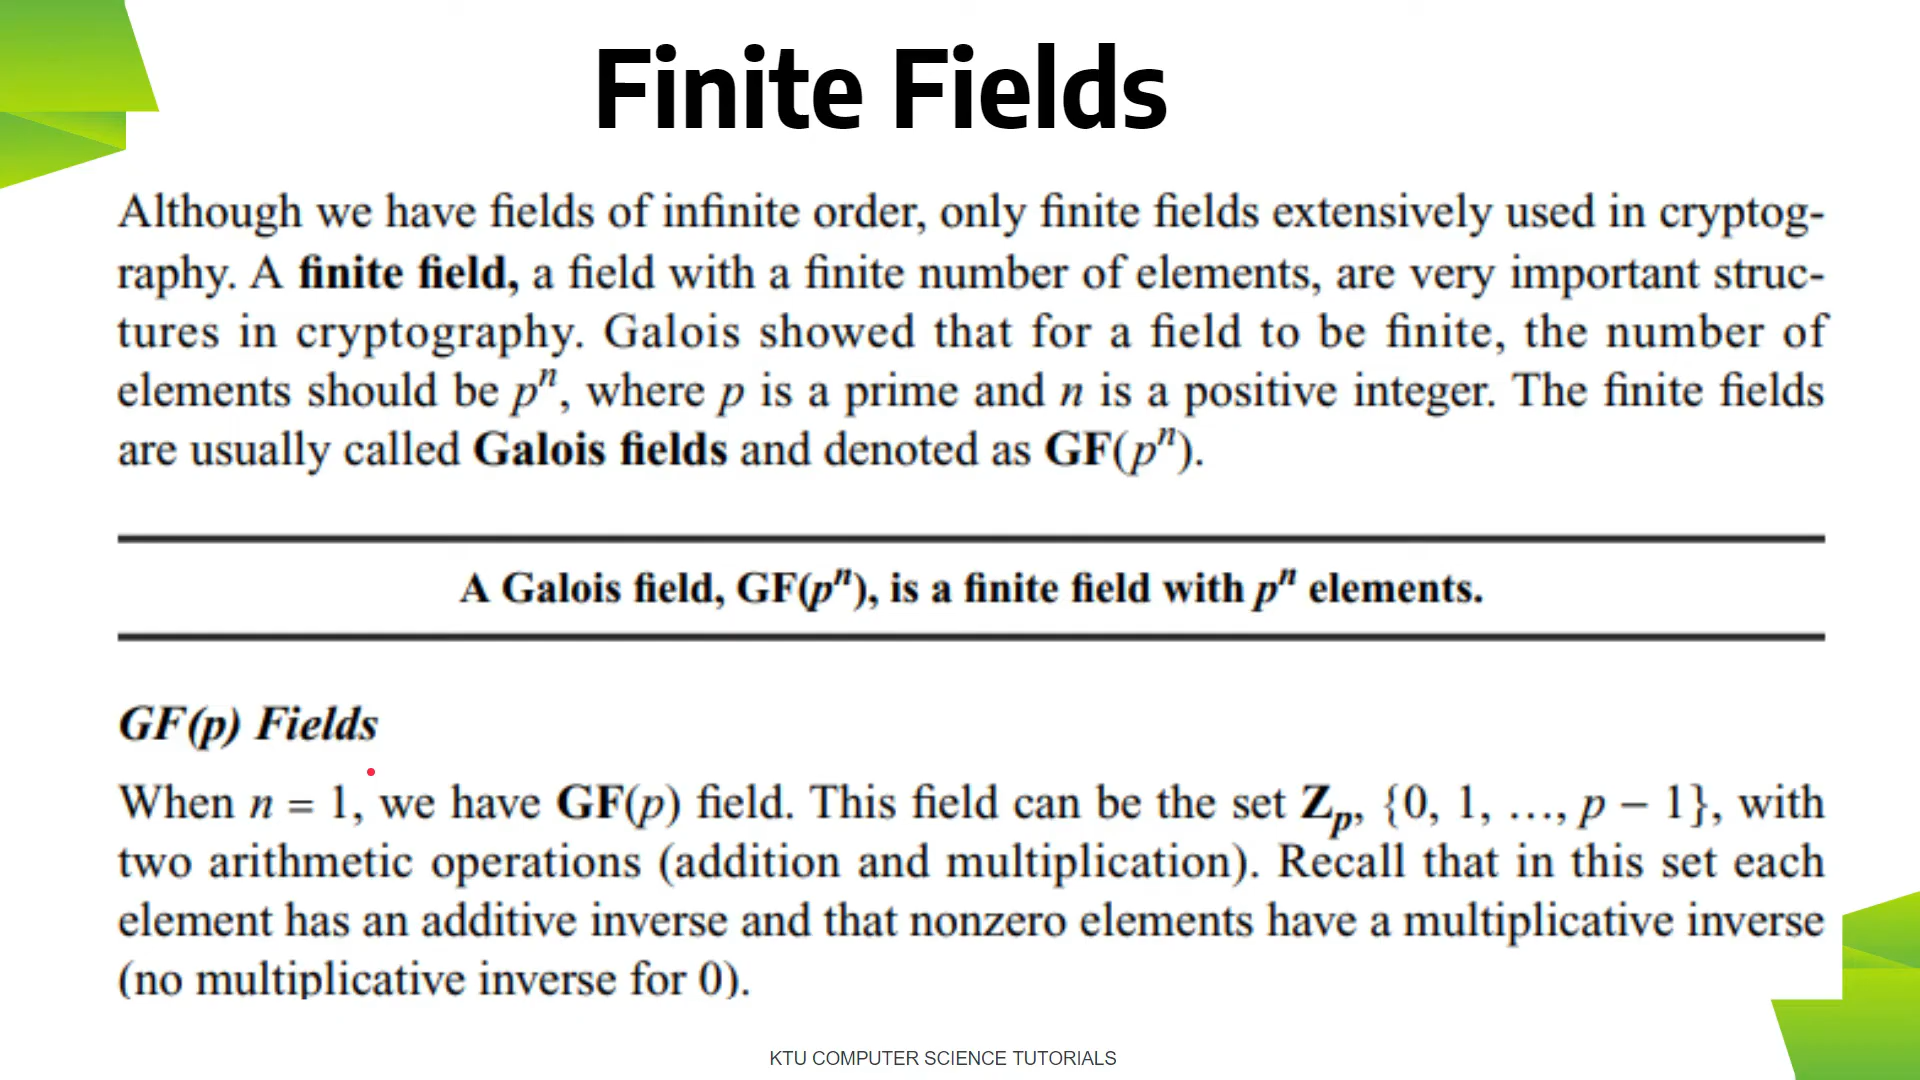 Finite Fields
Although we have fields of infinite order, only finite fields extensively used in cryptog-
raphy. A finite field, a field with a finite number of elements, are very important struc-
tures in cryptography. Galois showed that for a field to be finite, the number of
elements should be pⁿ, where p is a prime and n is a positive integer. The finite fields
are usually called Galois fields and denoted as GF(pⁿ).
A Galois field, GF(pⁿ), is a finite field with pⁿ elements.
GF(p) Fields
When n = 1, we have GF(p) field. This field can be the set Zₚ, {0, 1, …, p − 1}, with
two arithmetic operations (addition and multiplication). Recall that in this set each
element has an additive inverse and that nonzero elements have a multiplicative inverse
(no multiplicative inverse for 0).
KTU COMPUTER SCIENCE TUTORIALS